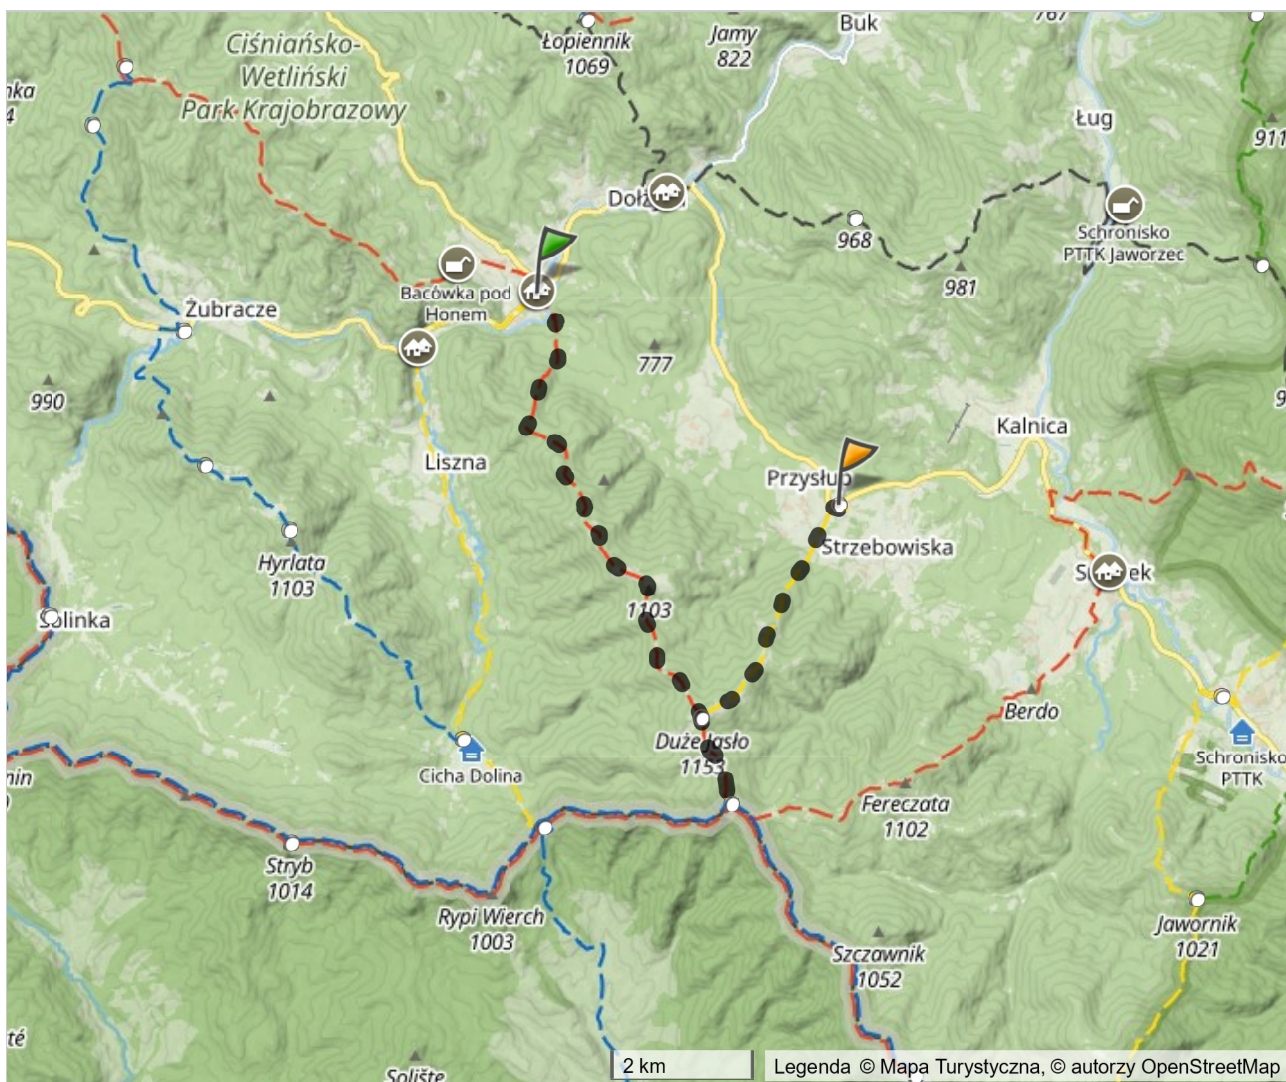 Buk
767
Ciśniańsko-
Wetliński
Park Krajobrazowy
Łopiennik
1069
Jamy
822
Ług
911
968
981
Schronisko
PTTK Jaworzec
Bacówka pod
Honem
Żubracze
777
990
Kalnica
Liszna
Przysłup
Strzebowiska
Hyrlata
1103
1103
Solinka
Berdo
Duże Jasło
1153
Cicha Dolina
Schronisko
PTTK
Fereczata
1102
Stryb
1014
Rypi Wierch
1003
Jawornik
1021
Szczawnik
1052
2 km
Legenda © Mapa Turystyczna, © autorzy OpenStreetMap